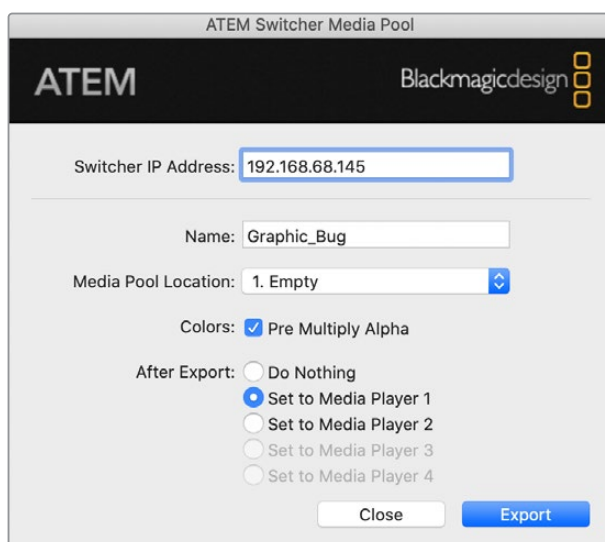 ATEM Switcher Media Pool
ATEM Blackmagicdesign
Switcher IP Address: 192.168.68.145
Name: Graphic_Bug
Media Pool Location: 1. Empty
Colors: Pre Multiply Alpha
After Export: Do Nothing
Set to Media Player 1
Set to Media Player 2
Set to Media Player 3
Set to Media Player 4
Close Export